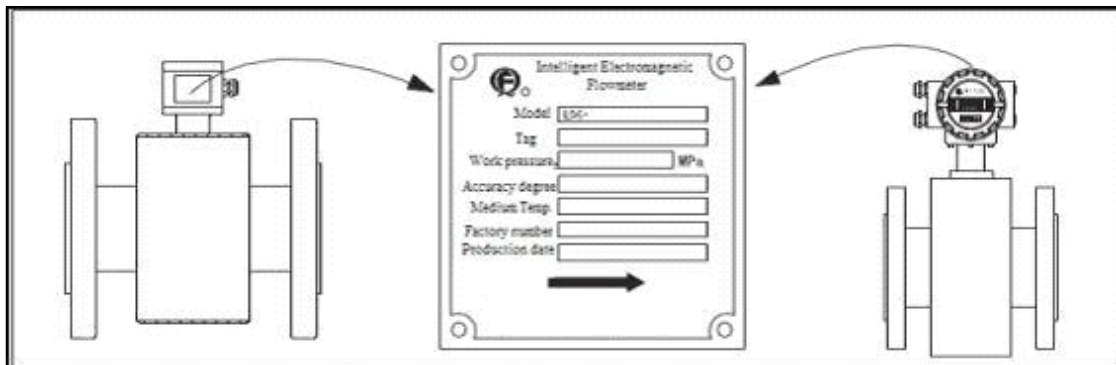 Intelligent Electromagnetic
Flowmeter
Model
Tag
Work pressure
MPa
Accuracy degree
Medium Temp.
Factory number
Production date